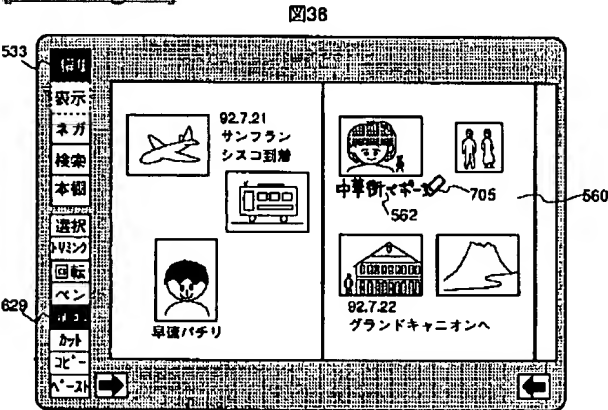 図38
533
表示
ネガ
検索
本棚
選択
トリミング
回転
ペン
629
カット
コピー
ペースト
92.7.21
サンフラン
シスコ到着
早速パチリ
中華街でポーズ
562
705
560
92.7.22
グランドキャニオンへ